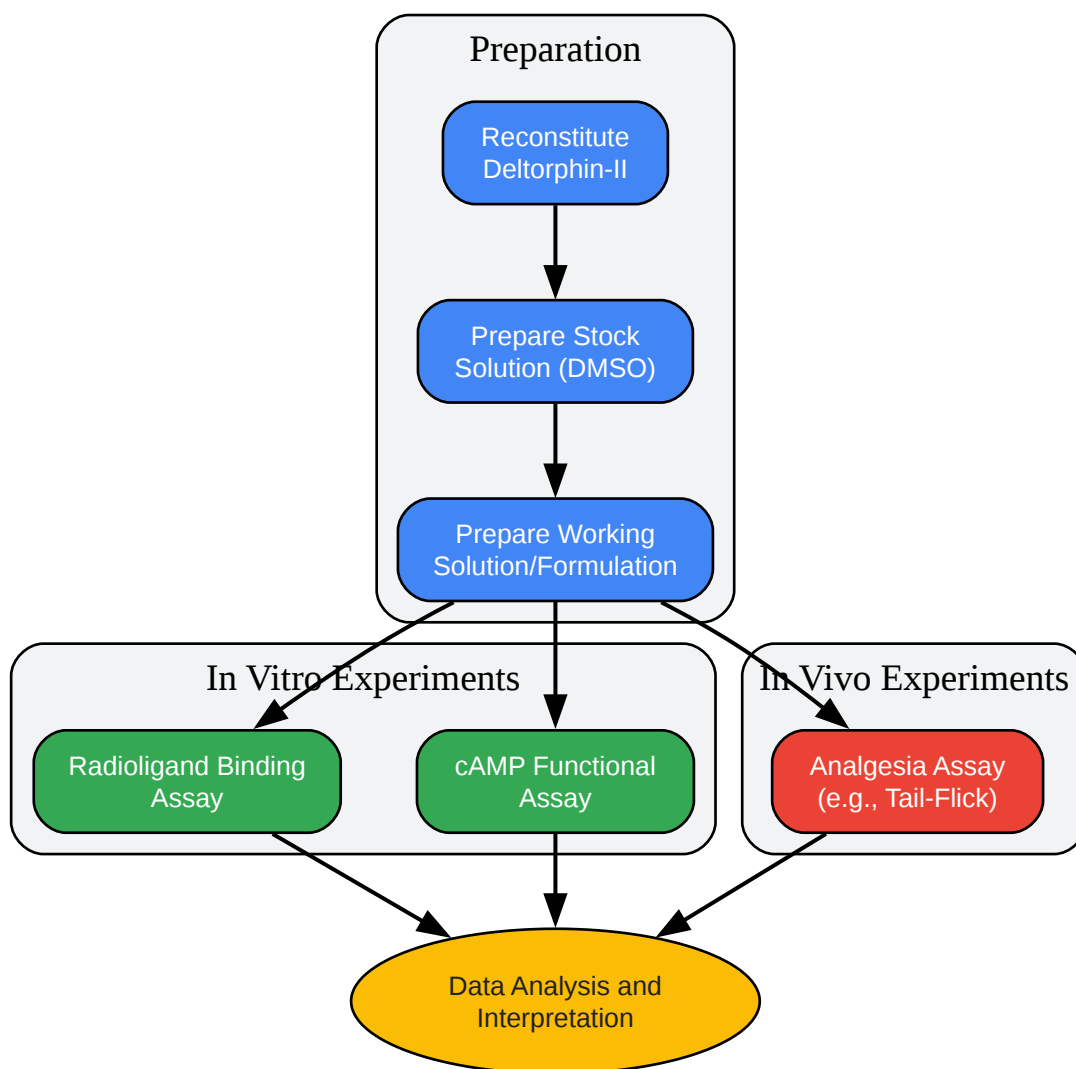 Preparation
Reconstitute
Deltorphin-II
Prepare Stock
Solution (DMSO)
Prepare Working
Solution/Formulation
In Vitro Experiments
In Vivo Experiments
Radioligand Binding
Assay
cAMP Functional
Assay
Analgesia Assay
(e.g., Tail-Flick)
Data Analysis and
Interpretation